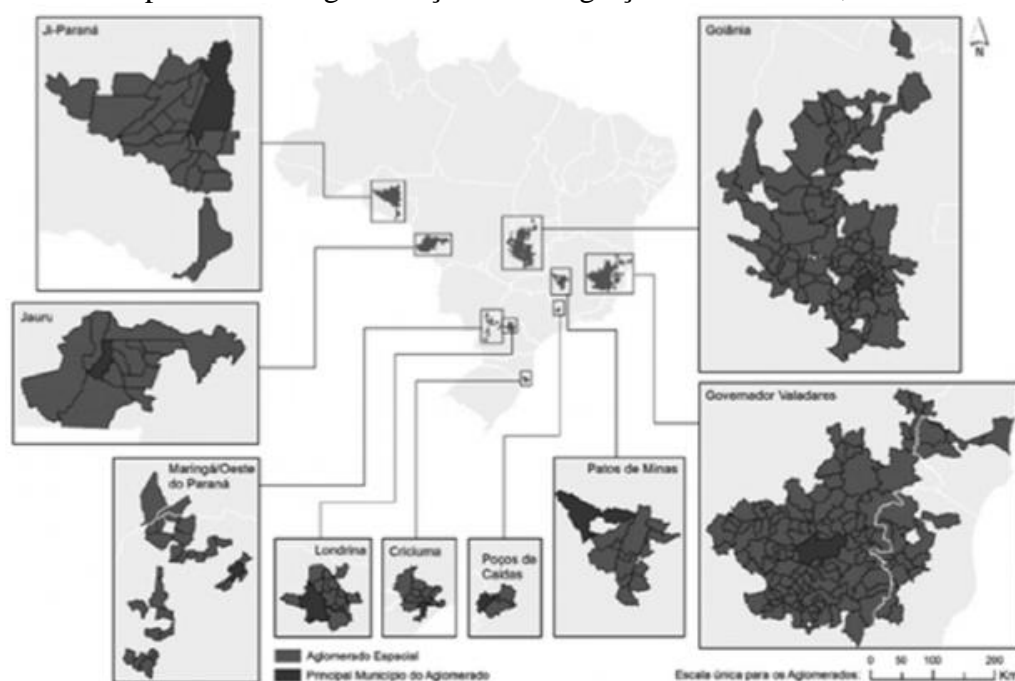 Ji-Paraná
Goiânia
N
Jauru
Governador Valadares
Maringá/Oeste
do Paraná
Patos de Minas
Londrina
Criciuma
Poços de
Caldas
Aglomerado Espacial
Principal Município do Aglomerado
Escala única para os Aglomerados:
0 50 100 200
Km